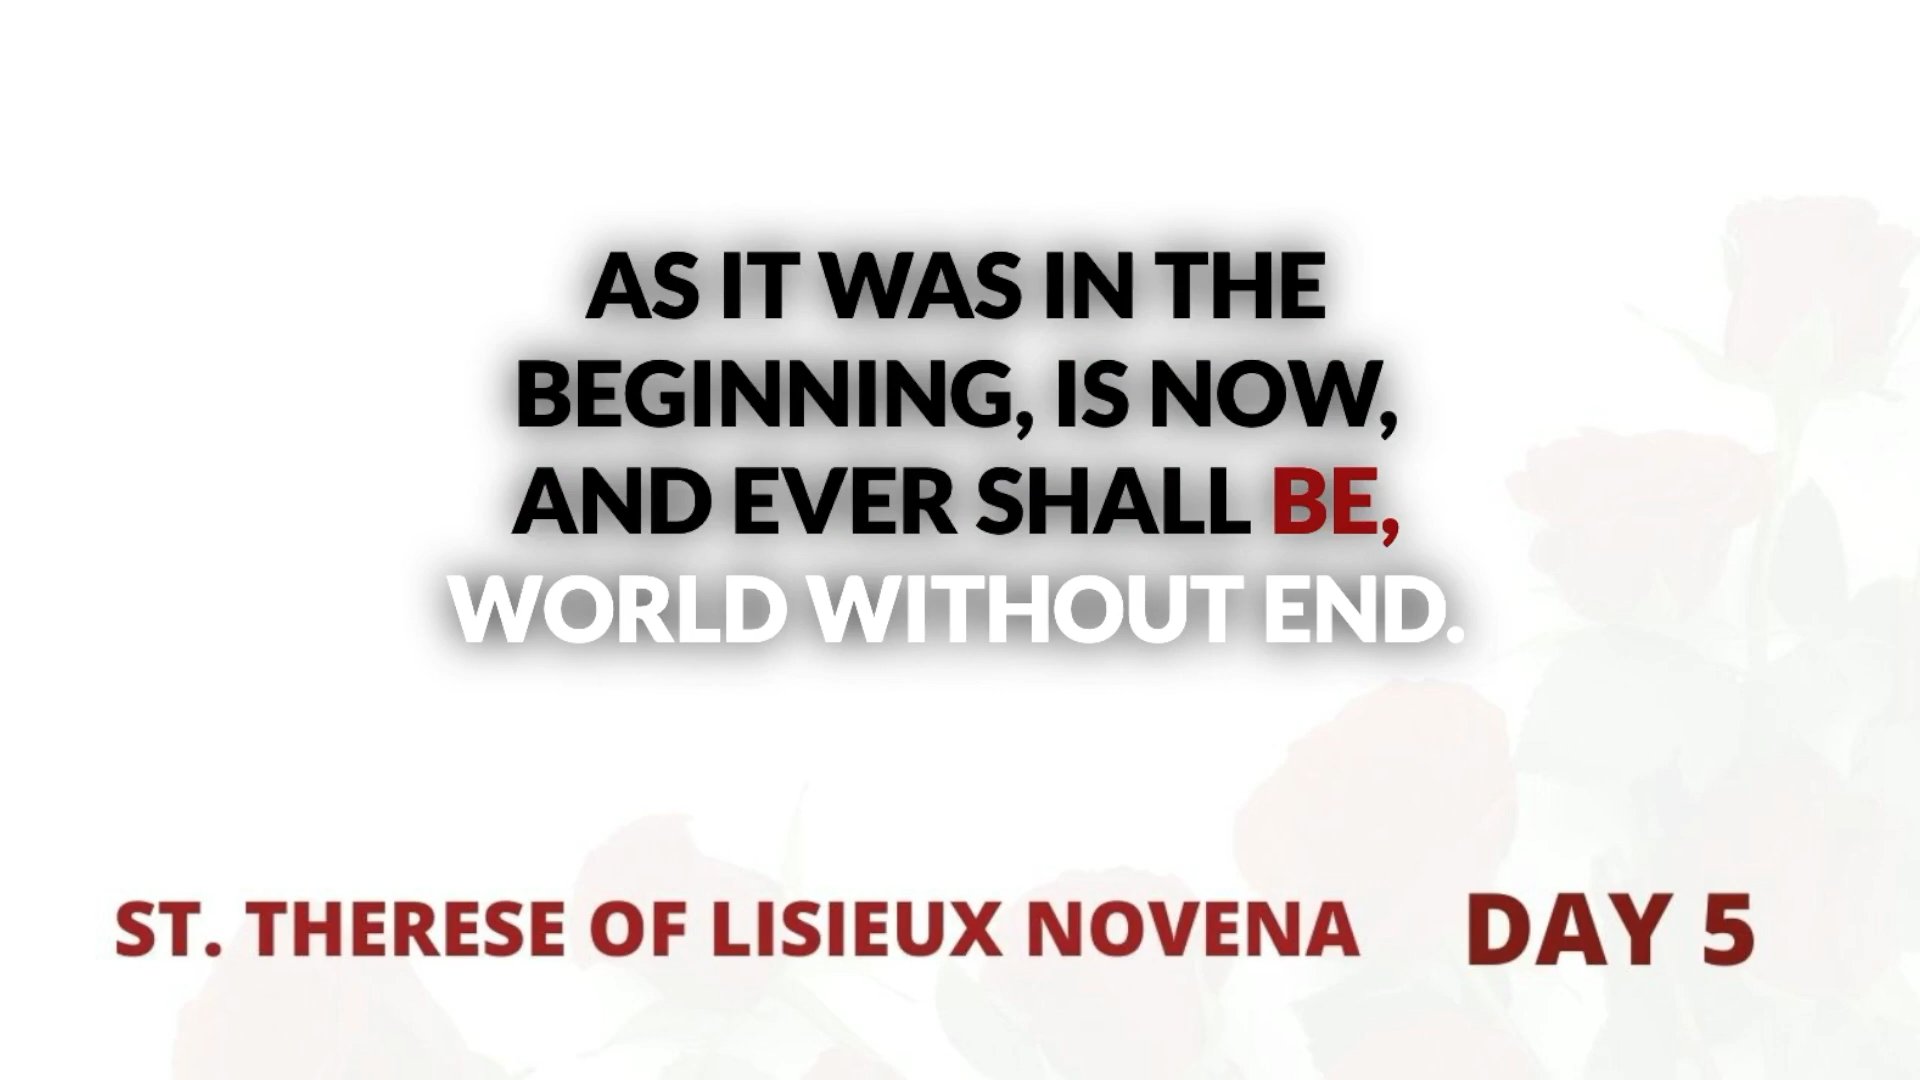 AS IT WAS IN THE
BEGINNING, IS NOW,
AND EVER SHALL BE,
WORLD WITHOUT END.
ST. THERESE OF LISIEUX NOVENA DAY 5